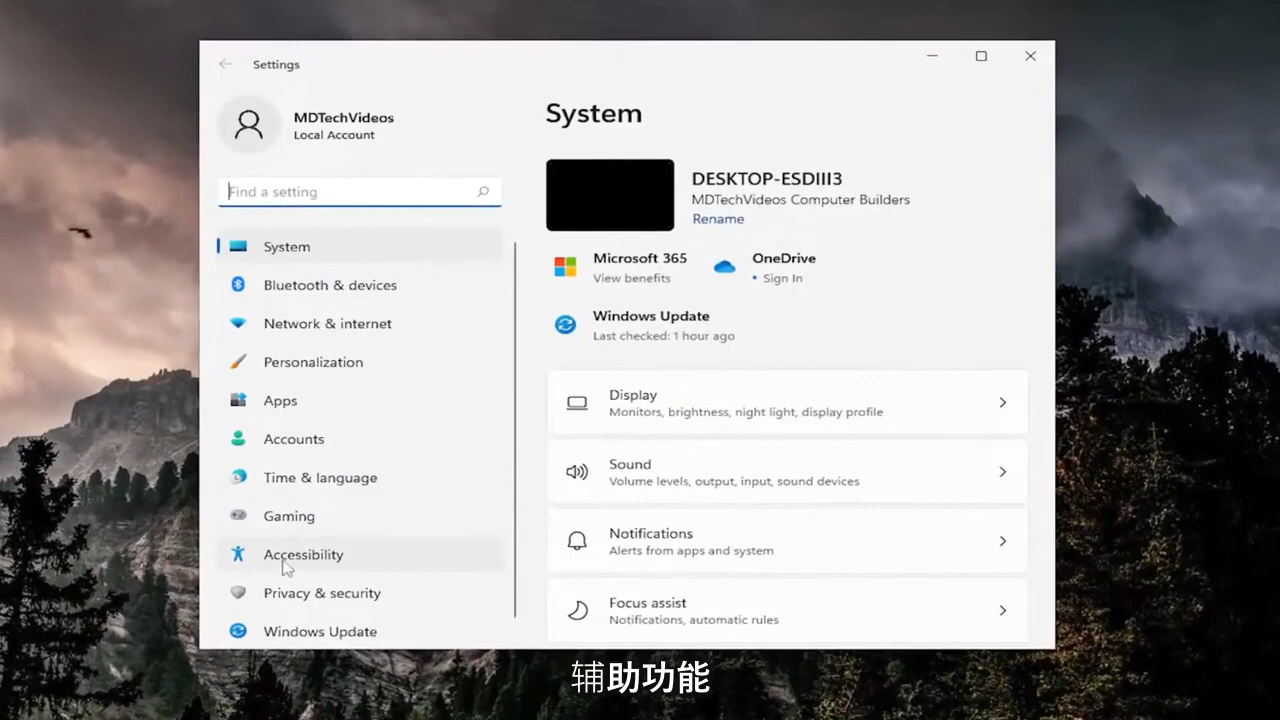 Settings
MDTechVideos
Local Account
Find a setting
System
Bluetooth & devices
Network & internet
Personalization
Apps
Accounts
Time & language
Gaming
Accessibility
Privacy & security
Windows Update
System
DESKTOP-ESDIII3
MDTechVideos Computer Builders
Rename
Microsoft 365
View benefits
OneDrive
• Sign In
Windows Update
Last checked: 1 hour ago
Display
Monitors, brightness, night light, display profile
Sound
Volume levels, output, input, sound devices
Notifications
Alerts from apps and system
Focus assist
Notifications, automatic rules
辅助功能